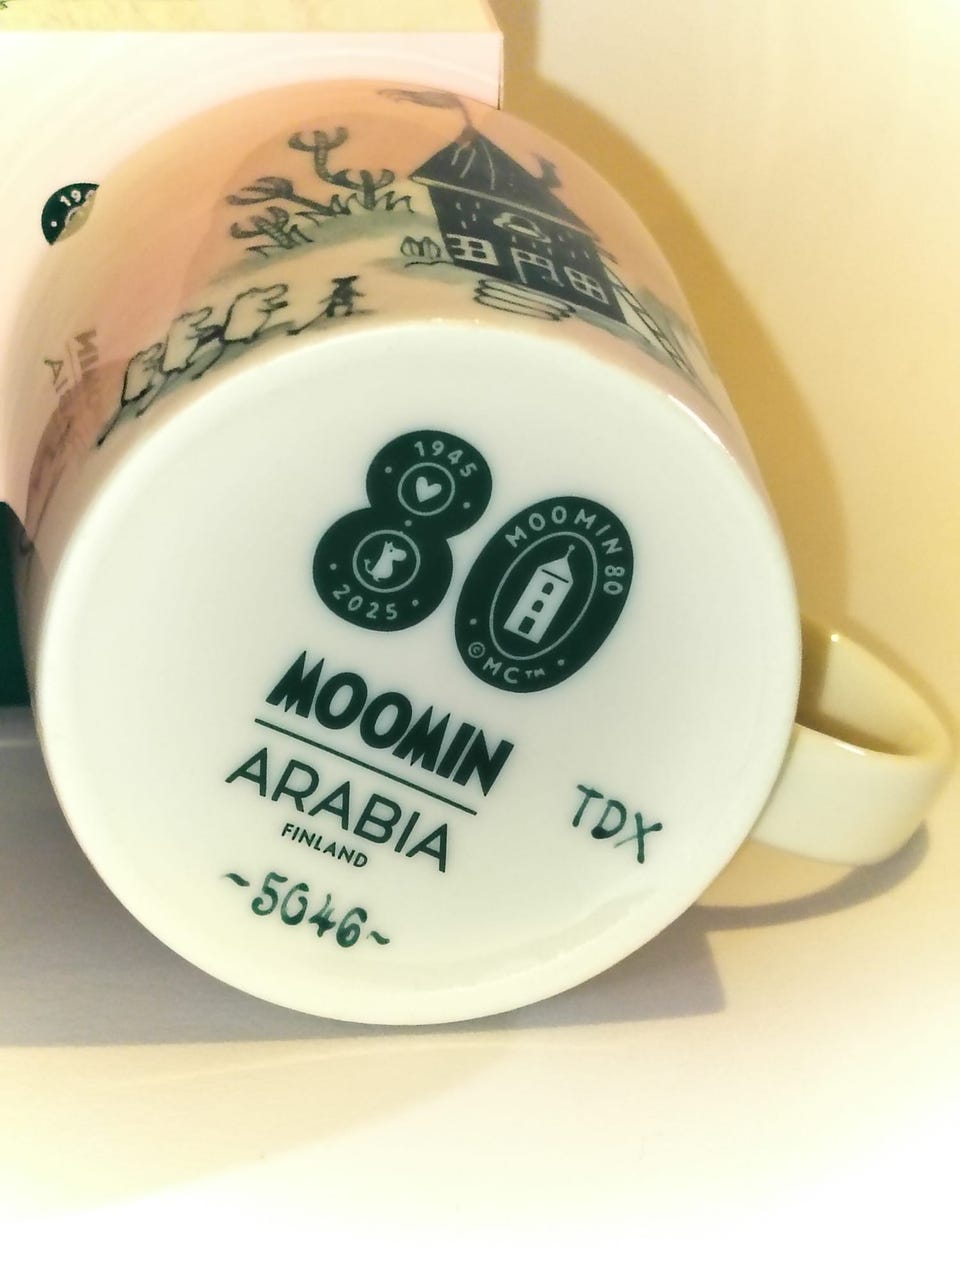 1945
2025
MOOMIN 80
©MC™
MOOMIN
ARABIA
FINLAND
TDX
~5046~